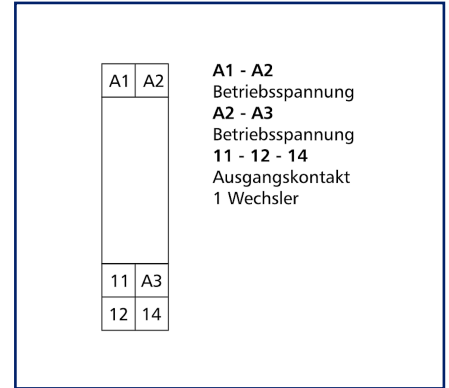 A1 A2
A1 - A2
Betriebsspannung
A2 - A3
Betriebsspannung
11 - 12 - 14
Ausgangskontakt
1 Wechsler
11 A3
12 14